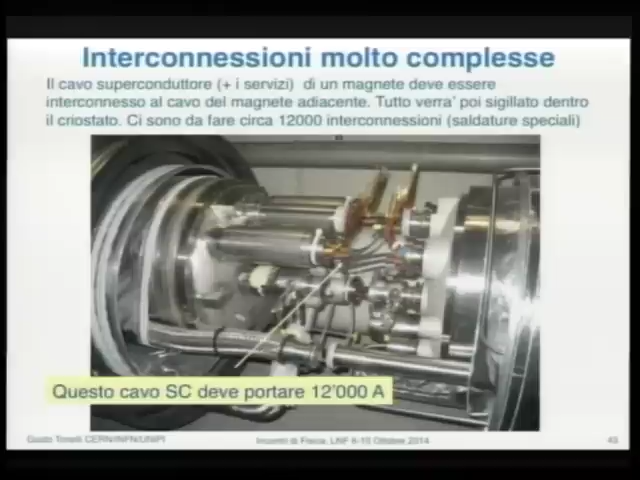 Interconnessioni molto complesse
Il cavo superconduttore (+ i servizi) di un magnete deve essere
interconnesso al cavo del magnete adiacente. Tutto verra' poi sigillato dentro
il criostato. Ci sono da fare circa 12000 interconnessioni (saldature speciali)
Questo cavo SC deve portare 12'000 A
Guido Tonelli CERN/INFN/UNIPI
Incontri di Fisica, LNF 8-10 Ottobre 2014